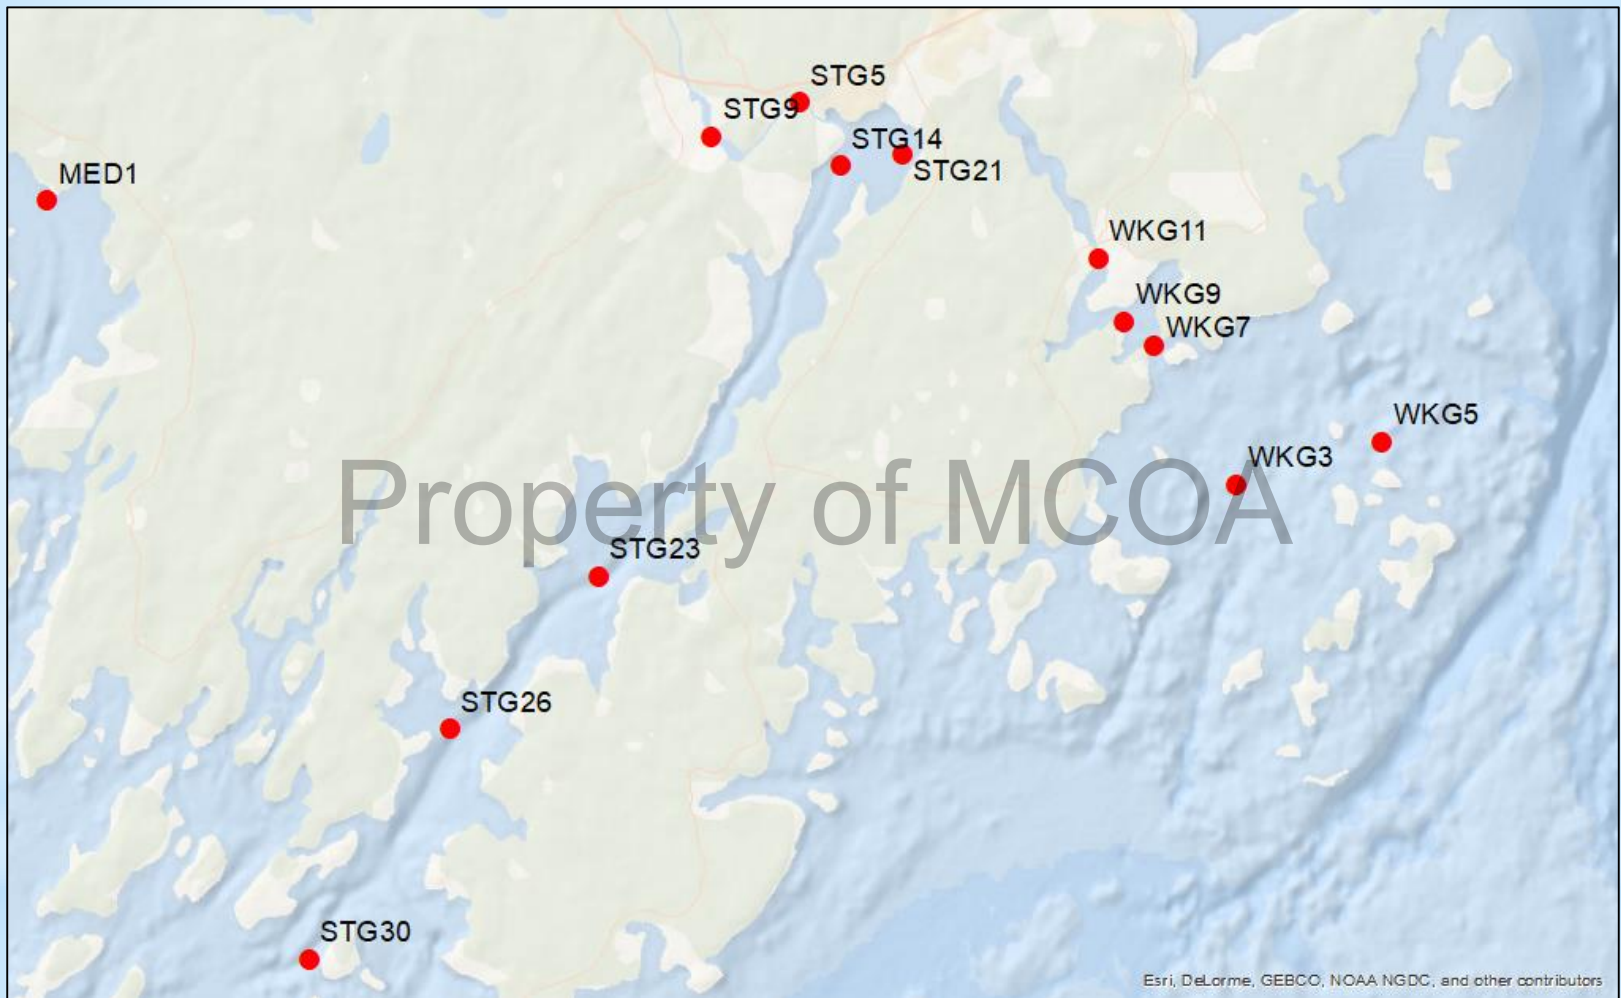 STG5
STG9
STG14
STG21
MED1
WKG11
WKG9
WKG7
WKG5
WKG3
Property of MCOA
STG23
STG26
STG30
Esri, DeLorme, GEBCO, NOAA NGDC, and other contributors